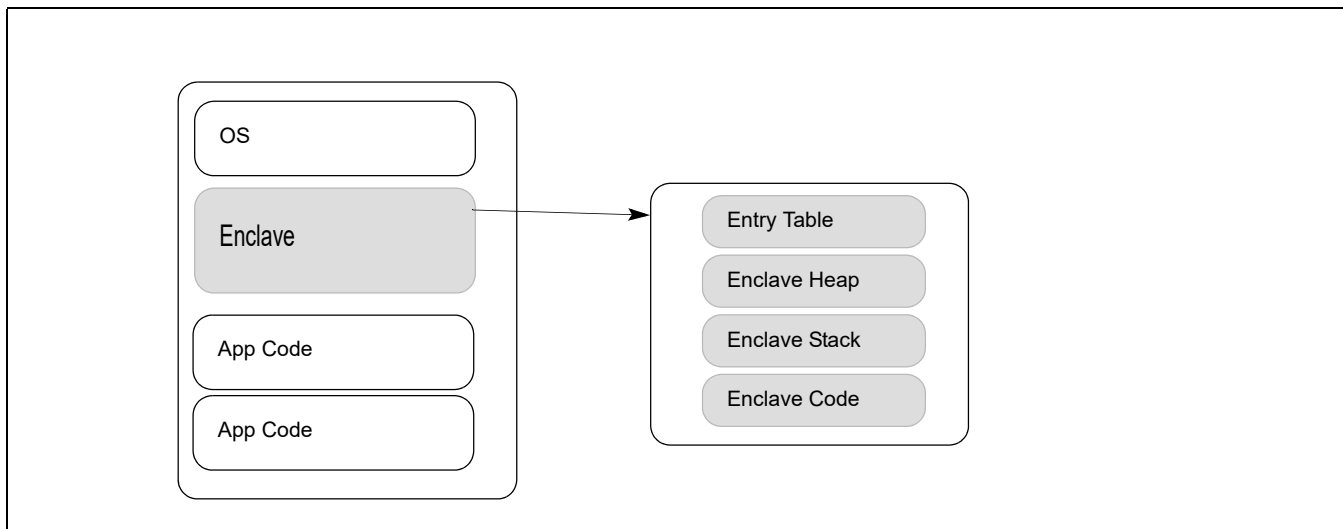 OS
Enclave
App Code
App Code
Entry Table
Enclave Heap
Enclave Stack
Enclave Code